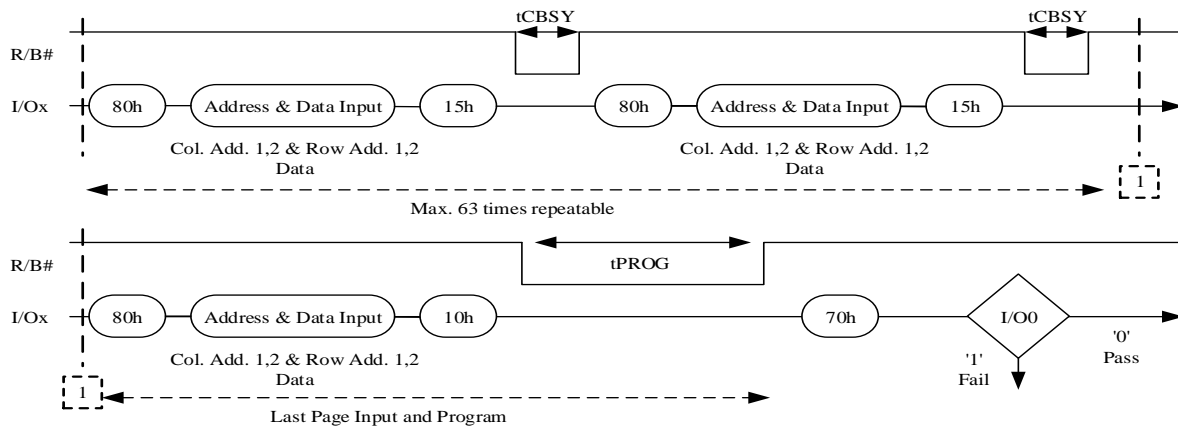 tCBSY tCBSY
R/B#
I/Ox 80h Address & Data Input 15h 80h Address & Data Input 15h
Col. Add. 1,2 & Row Add. 1,2 Col. Add. 1,2 & Row Add. 1,2
Data Data
1
Max. 63 times repeatable
R/B# tPROG
I/Ox 80h Address & Data Input 10h 70h I/O0
Col. Add. 1,2 & Row Add. 1,2 '1' '0'
Data Fail Pass
1
Last Page Input and Program